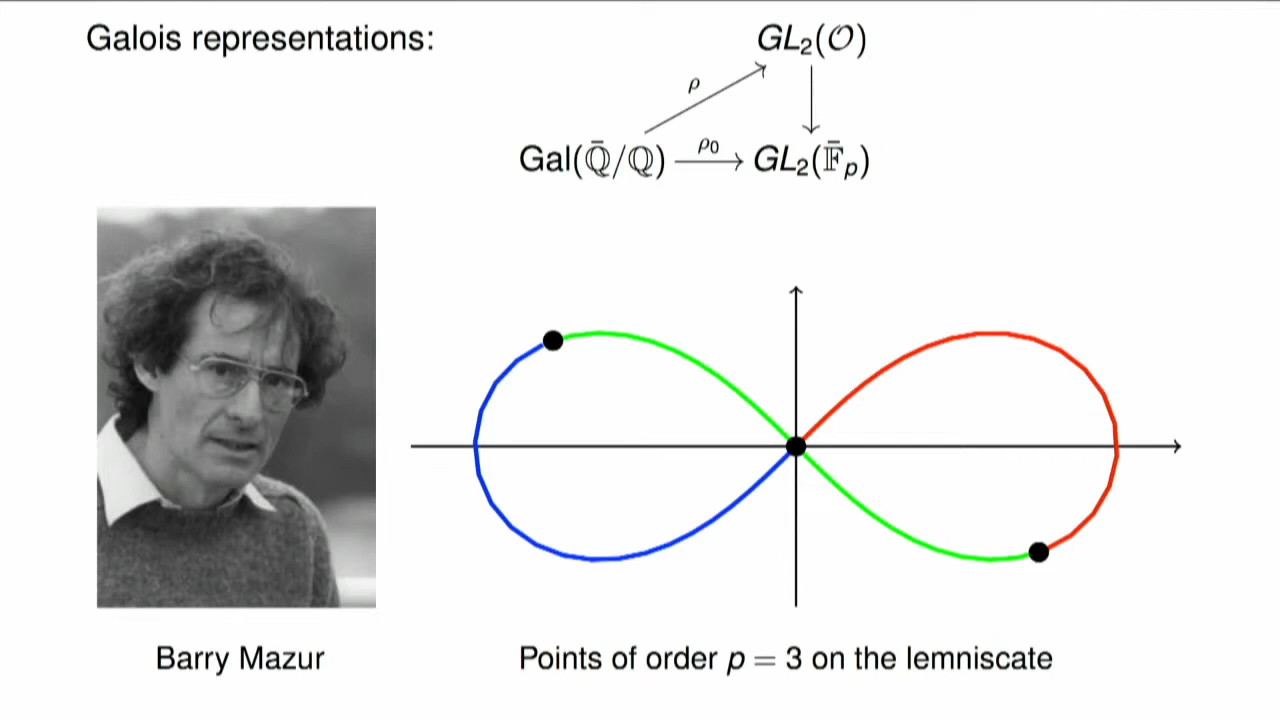 Galois representations:
GL₂(𝒪)
ρ
Gal(ℚ̄/ℚ) ρ₀ GL₂(𝔽̄ₚ)
Barry Mazur
Points of order p = 3 on the lemniscate